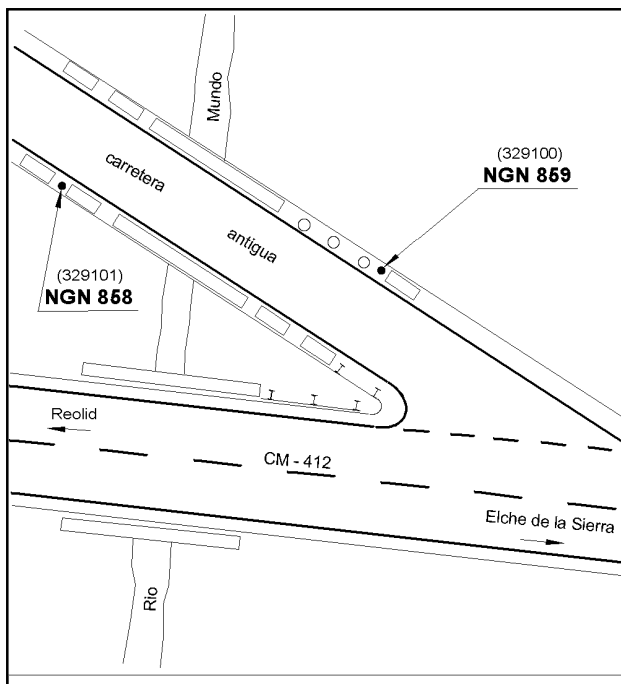 Mundo
(329100)
NGN 859
carretera
antigua
(329101)
NGN 858
Reolid
CM - 412
Elche de la Sierra
Rio